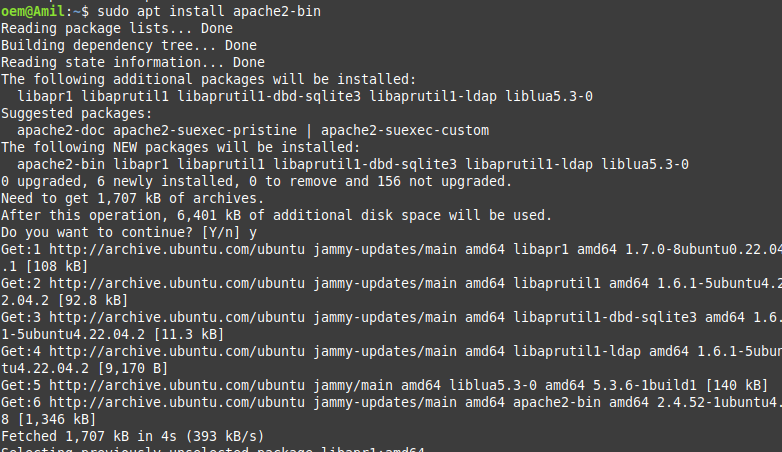 oem@Amil:~$ sudo apt install apache2-bin
Reading package lists... Done
Building dependency tree... Done
Reading state information... Done
The following additional packages will be installed:
  libapr1 libaprutil1 libaprutil1-dbd-sqlite3 libaprutil1-ldap liblua5.3-0
Suggested packages:
  apache2-doc apache2-suexec-pristine | apache2-suexec-custom
The following NEW packages will be installed:
  apache2-bin libapr1 libaprutil1 libaprutil1-dbd-sqlite3 libaprutil1-ldap liblua5.3-0
0 upgraded, 6 newly installed, 0 to remove and 156 not upgraded.
Need to get 1,707 kB of archives.
After this operation, 6,401 kB of additional disk space will be used.
Do you want to continue? [Y/n] y
Get:1 http://archive.ubuntu.com/ubuntu jammy-updates/main amd64 libapr1 amd64 1.7.0-8ubuntu0.22.04
.1 [108 kB]
Get:2 http://archive.ubuntu.com/ubuntu jammy-updates/main amd64 libaprutil1 amd64 1.6.1-5ubuntu4.2
2.04.2 [92.8 kB]
Get:3 http://archive.ubuntu.com/ubuntu jammy-updates/main amd64 libaprutil1-dbd-sqlite3 amd64 1.6.
1-5ubuntu4.22.04.2 [11.3 kB]
Get:4 http://archive.ubuntu.com/ubuntu jammy-updates/main amd64 libaprutil1-ldap amd64 1.6.1-5ubun
tu4.22.04.2 [9,170 B]
Get:5 http://archive.ubuntu.com/ubuntu jammy/main amd64 liblua5.3-0 amd64 5.3.6-1build1 [140 kB]
Get:6 http://archive.ubuntu.com/ubuntu jammy-updates/main amd64 apache2-bin amd64 2.4.52-1ubuntu4.
8 [1,346 kB]
Fetched 1,707 kB in 4s (393 kB/s)
Selecting previously unselected package libapr1:amd64.